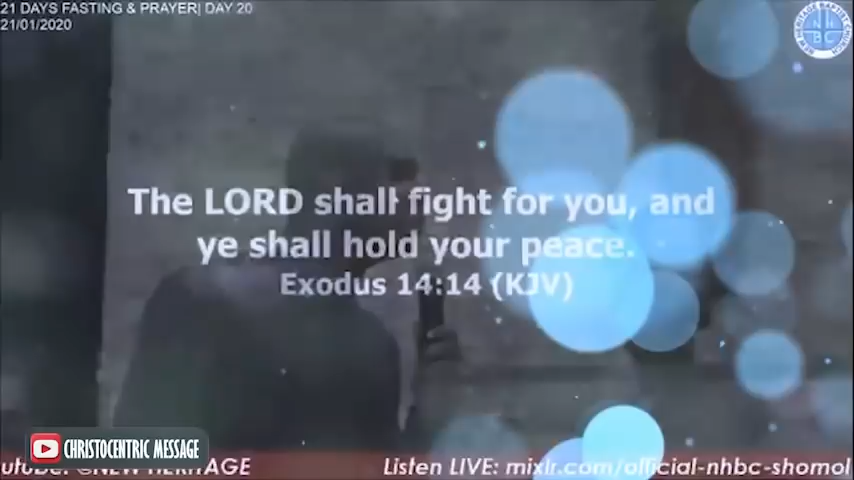 21 DAYS FASTING & PRAYER| DAY 20
21/01/2020
NHBC
The LORD shall fight for you, and
ye shall hold your peace.
Exodus 14:14 (KJV)
CHRISTOCENTRIC MESSAGE
Listen LIVE: mixlr.com/official-nhbc-shomol